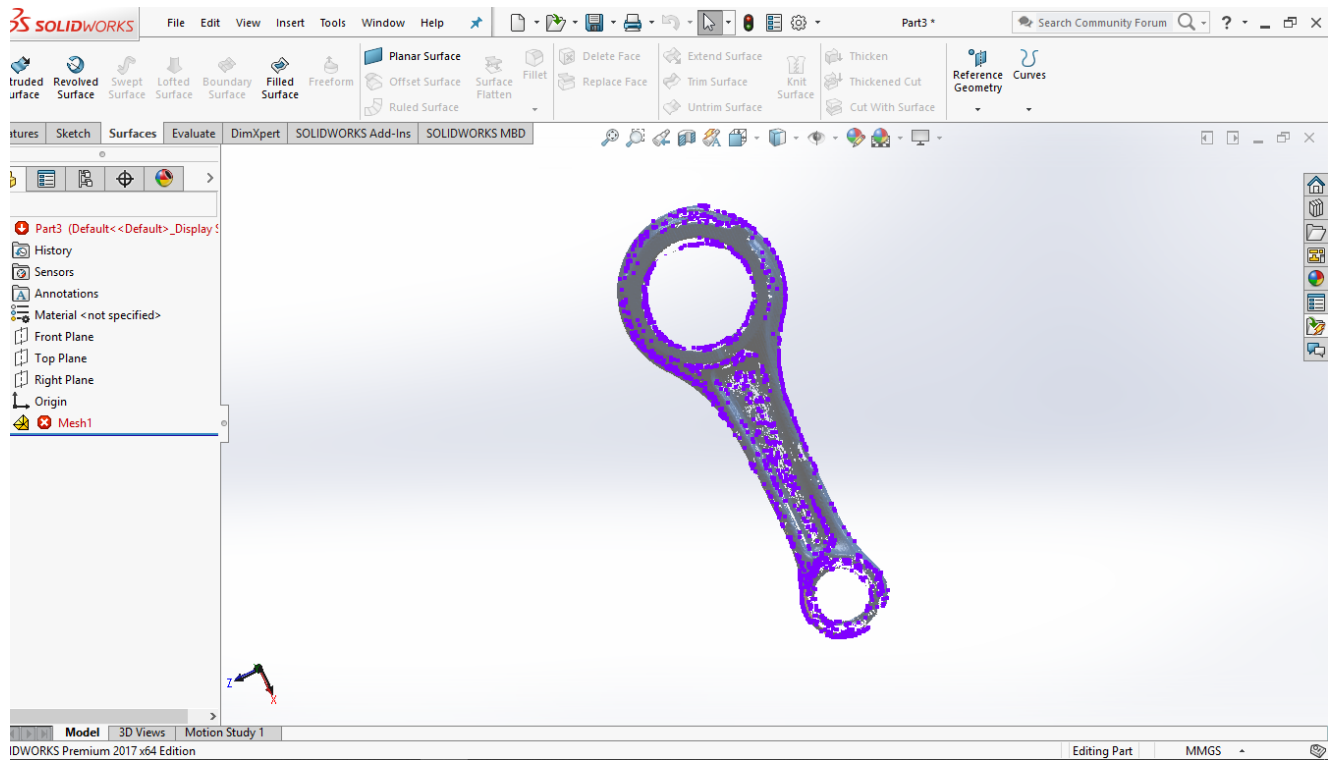 SOLIDWORKS File Edit View Insert Tools Window Help Part3 * Search Community Forum ?
truded Surface Revolved Surface Swept Surface Lofted Surface Boundary Surface Filled Surface Freeform
Planar Surface
Offset Surface
Ruled Surface
Surface Flatten
Fillet
Delete Face
Replace Face
Extend Surface
Trim Surface
Untrim Surface
Knit Surface
Thicken
Thickened Cut
Cut With Surface
Reference Geometry
Curves
tures Sketch Surfaces Evaluate DimXpert SOLIDWORKS Add-Ins SOLIDWORKS MBD
Part3 (Default<<Default>_Display S
History
Sensors
Annotations
Material <not specified>
Front Plane
Top Plane
Right Plane
Origin
Mesh1
Z
X
Model 3D Views Motion Study 1
IDWORKS Premium 2017 x64 Edition Editing Part MMGS